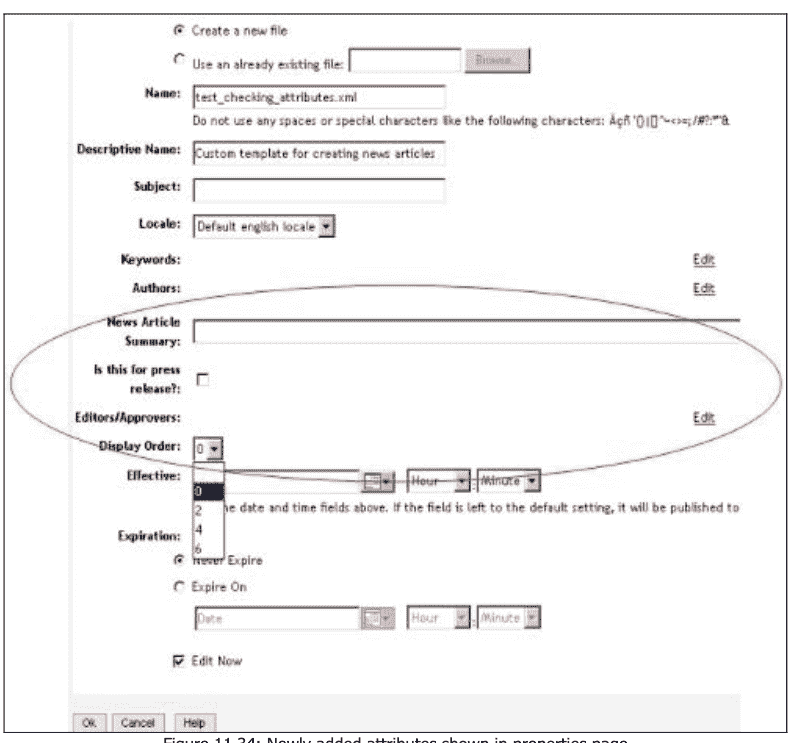 Create a new file
Use an already existing file: Browse...
Name: test_checking_attributes.xml
Do not use any spaces or special characters like the following characters:
Descriptive Name: Custom template for creating news articles
Subject:
Locale: Default english locale
Keywords: Edit
Authors: Edit
News Article
Summary:
Is this for press
release?:
Editors/Approvers: Edit
Display Order: 0
Effective: Hour : Minute
0
2
e date and time fields above. If the field is left to the default setting, it will be published to
4
Expiration:
6
Never Expire
Expire On
Date Hour : Minute
Edit Now
Ok Cancel Help
Figure 11.34: Newly added attributes shown in properties page